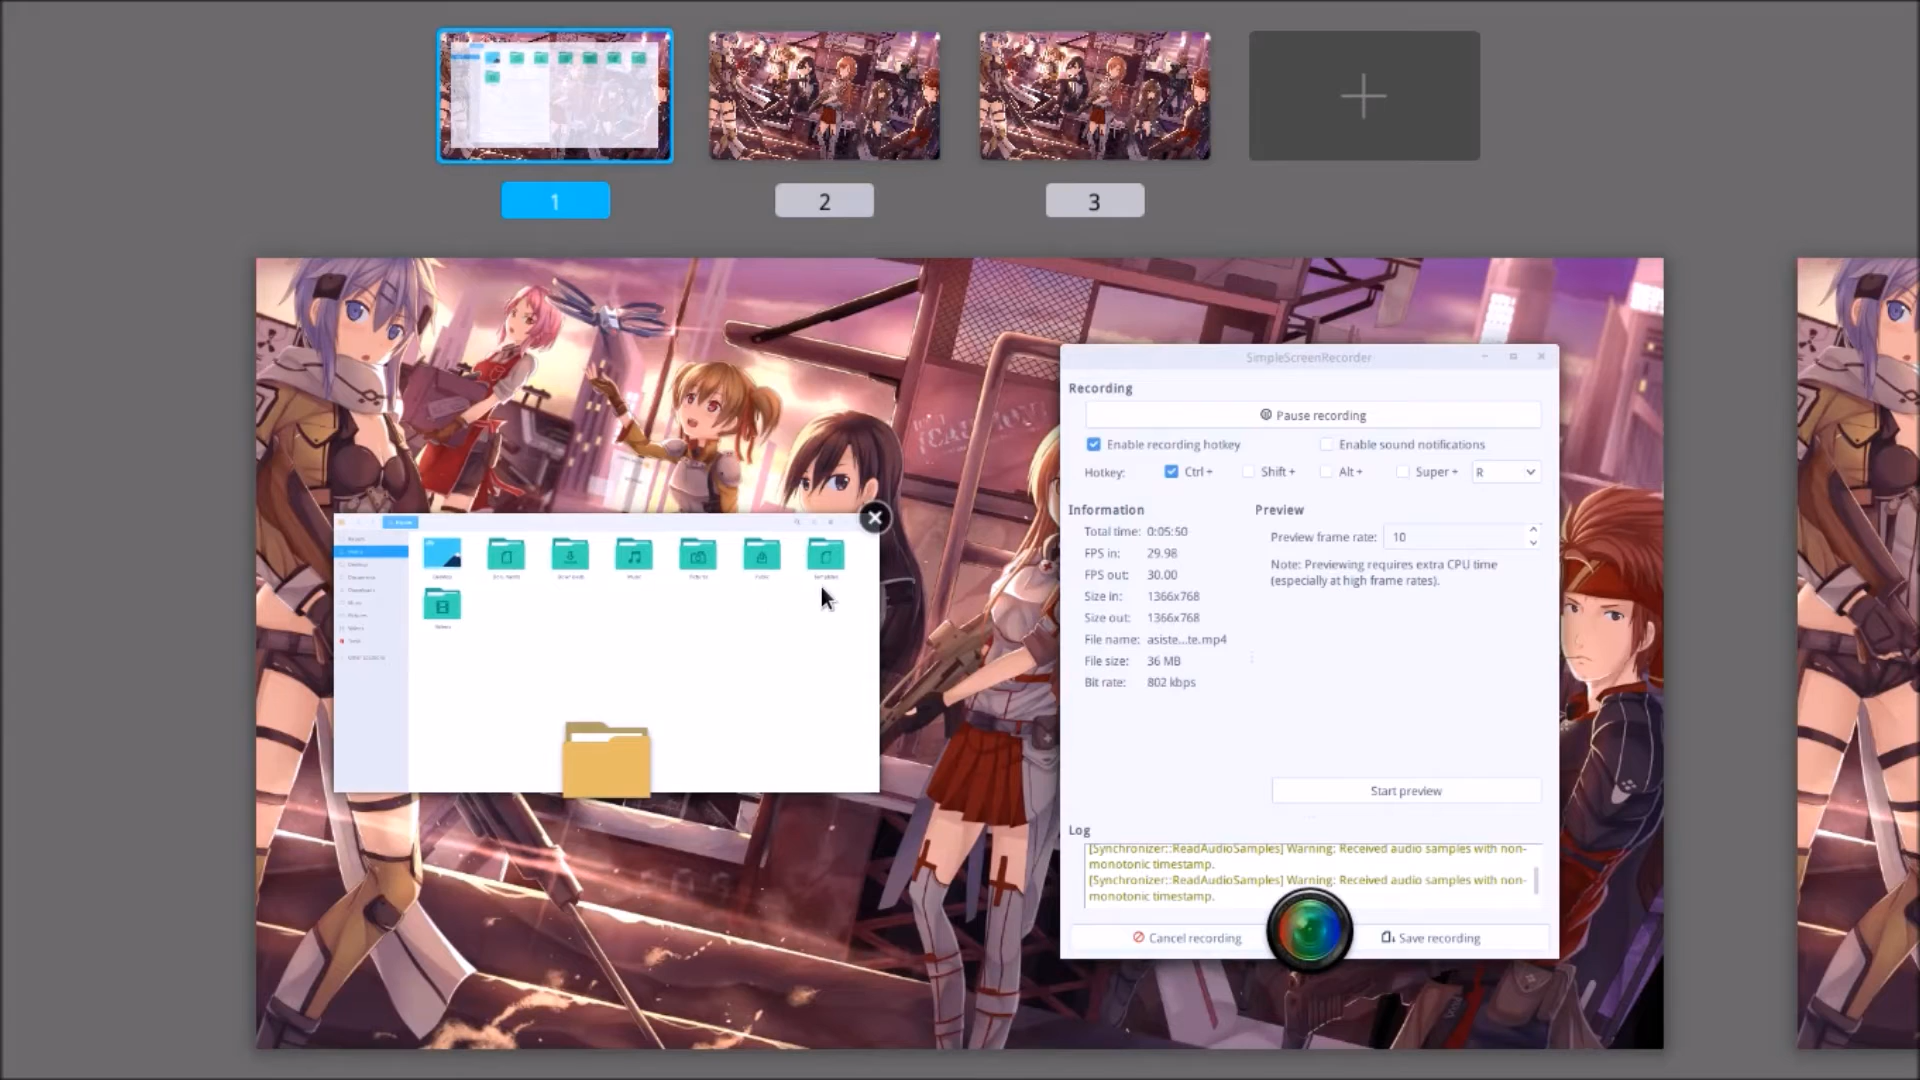 1
2
3
SimpleScreenRecorder
Recording
Pause recording
Enable recording hotkey
Enable sound notifications
Hotkey:
Ctrl +
Shift +
Alt +
Super +
R
Information
Total time: 0:05:50
FPS in: 29.98
FPS out: 30.00
Size in: 1366x768
Size out: 1366x768
File name: asiste...te.mp4
File size: 36 MB
Bit rate: 802 kbps
Preview
Preview frame rate: 10
Note: Previewing requires extra CPU time
(especially at high frame rates).
Start preview
Log
[Synchronizer::ReadAudioSamples] Warning: Received audio samples with non-
monotonic timestamp.
[Synchronizer::ReadAudioSamples] Warning: Received audio samples with non-
monotonic timestamp.
Cancel recording
Save recording